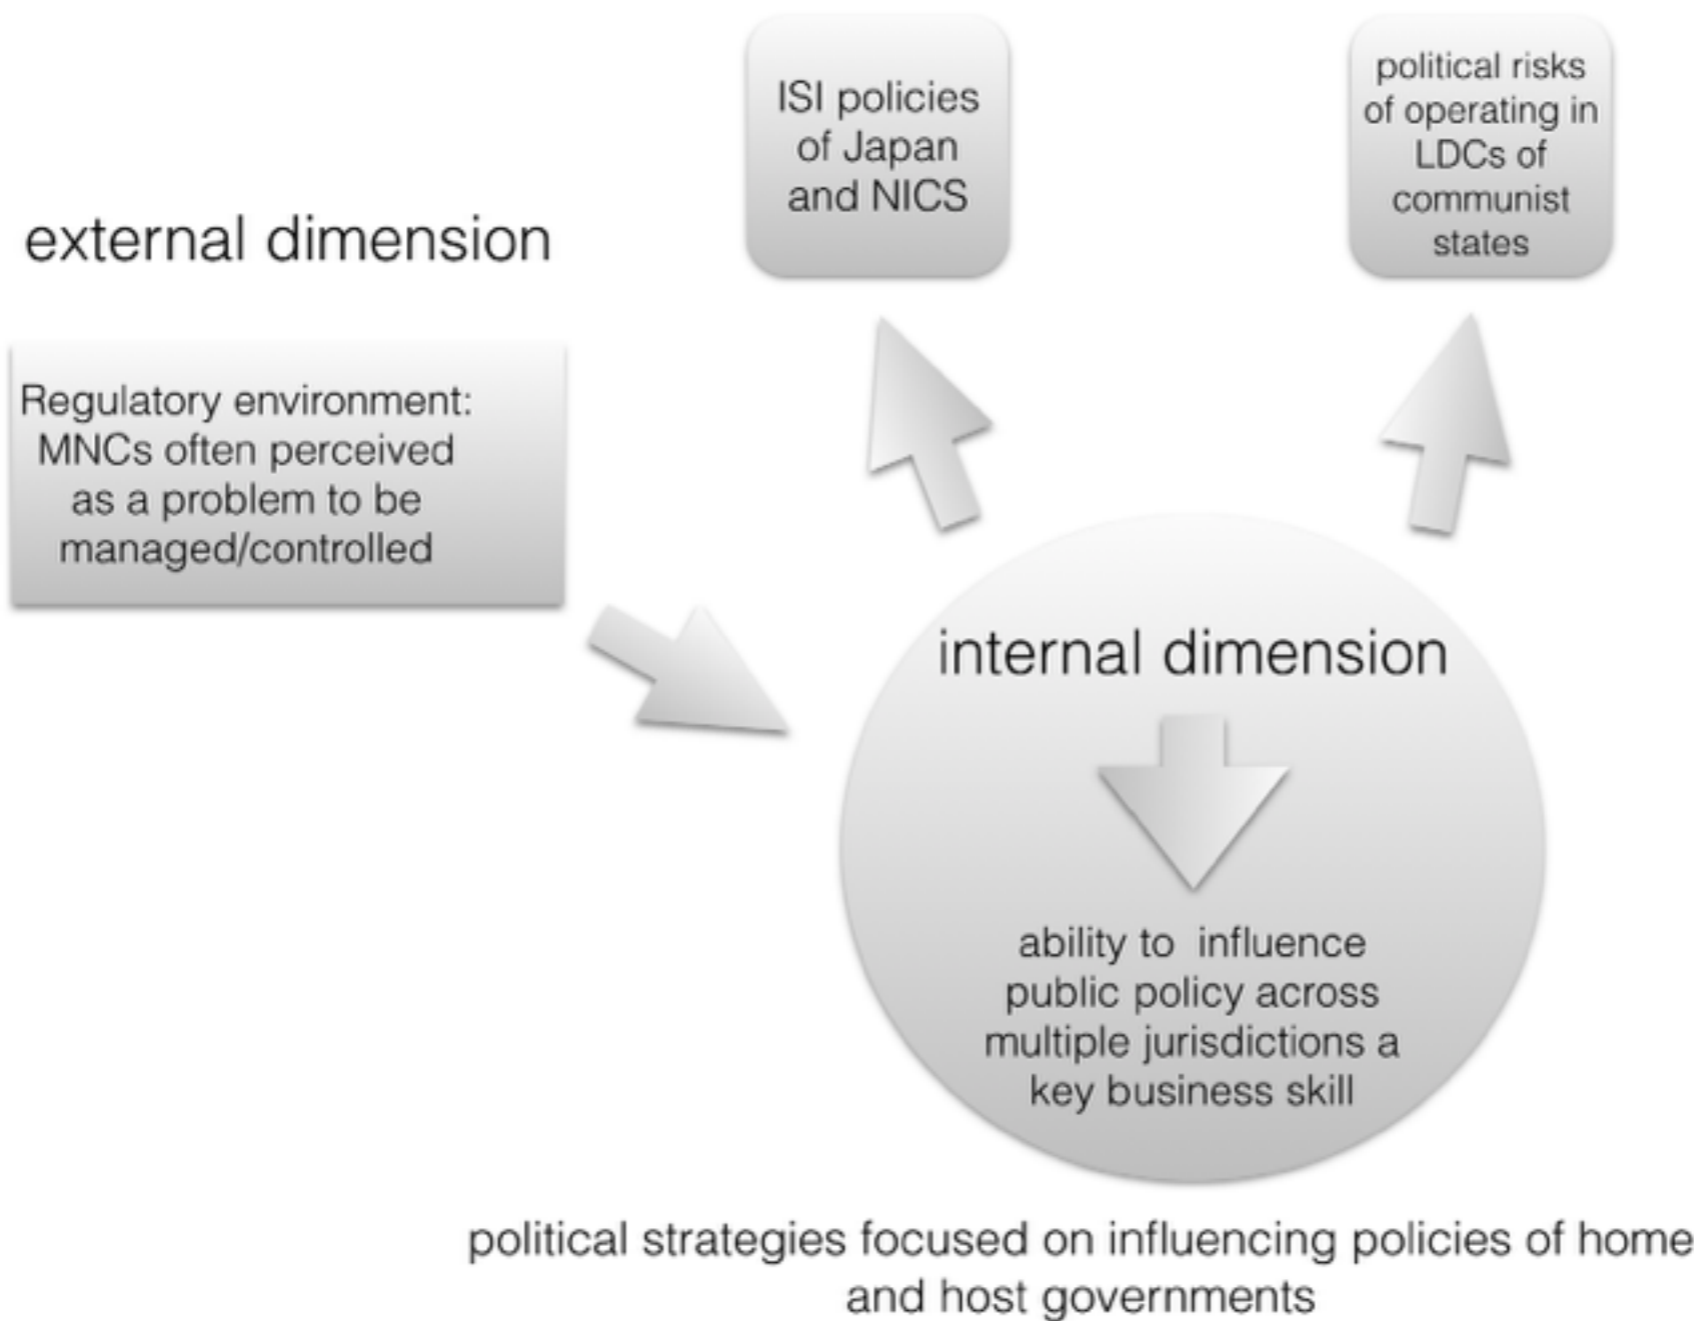 ISI policies
of Japan
and NICS
political risks
of operating in
LDCs of
communist
states
external dimension
Regulatory environment:
MNCs often perceived
as a problem to be
managed/controlled
internal dimension
ability to influence
public policy across
multiple jurisdictions a
key business skill
political strategies focused on influencing policies of home
and host governments